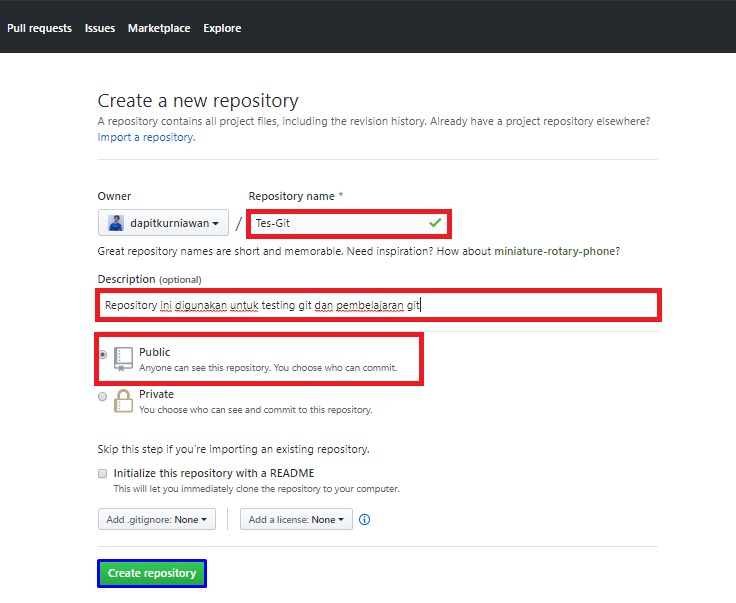 Pull requests Issues Marketplace Explore
Create a new repository
A repository contains all project files, including the revision history. Already have a project repository elsewhere?
Import a repository.
Owner Repository name *
dapitkurniawan / Tes-Git
Great repository names are short and memorable. Need inspiration? How about miniature-rotary-phone?
Description (optional)
Repository ini digunakan untuk testing git dan pembelajaran git
Public
Anyone can see this repository. You choose who can commit.
Private
You choose who can see and commit to this repository.
Skip this step if you're importing an existing repository.
Initialize this repository with a README
This will let you immediately clone the repository to your computer.
Add .gitignore: None Add a license: None
Create repository